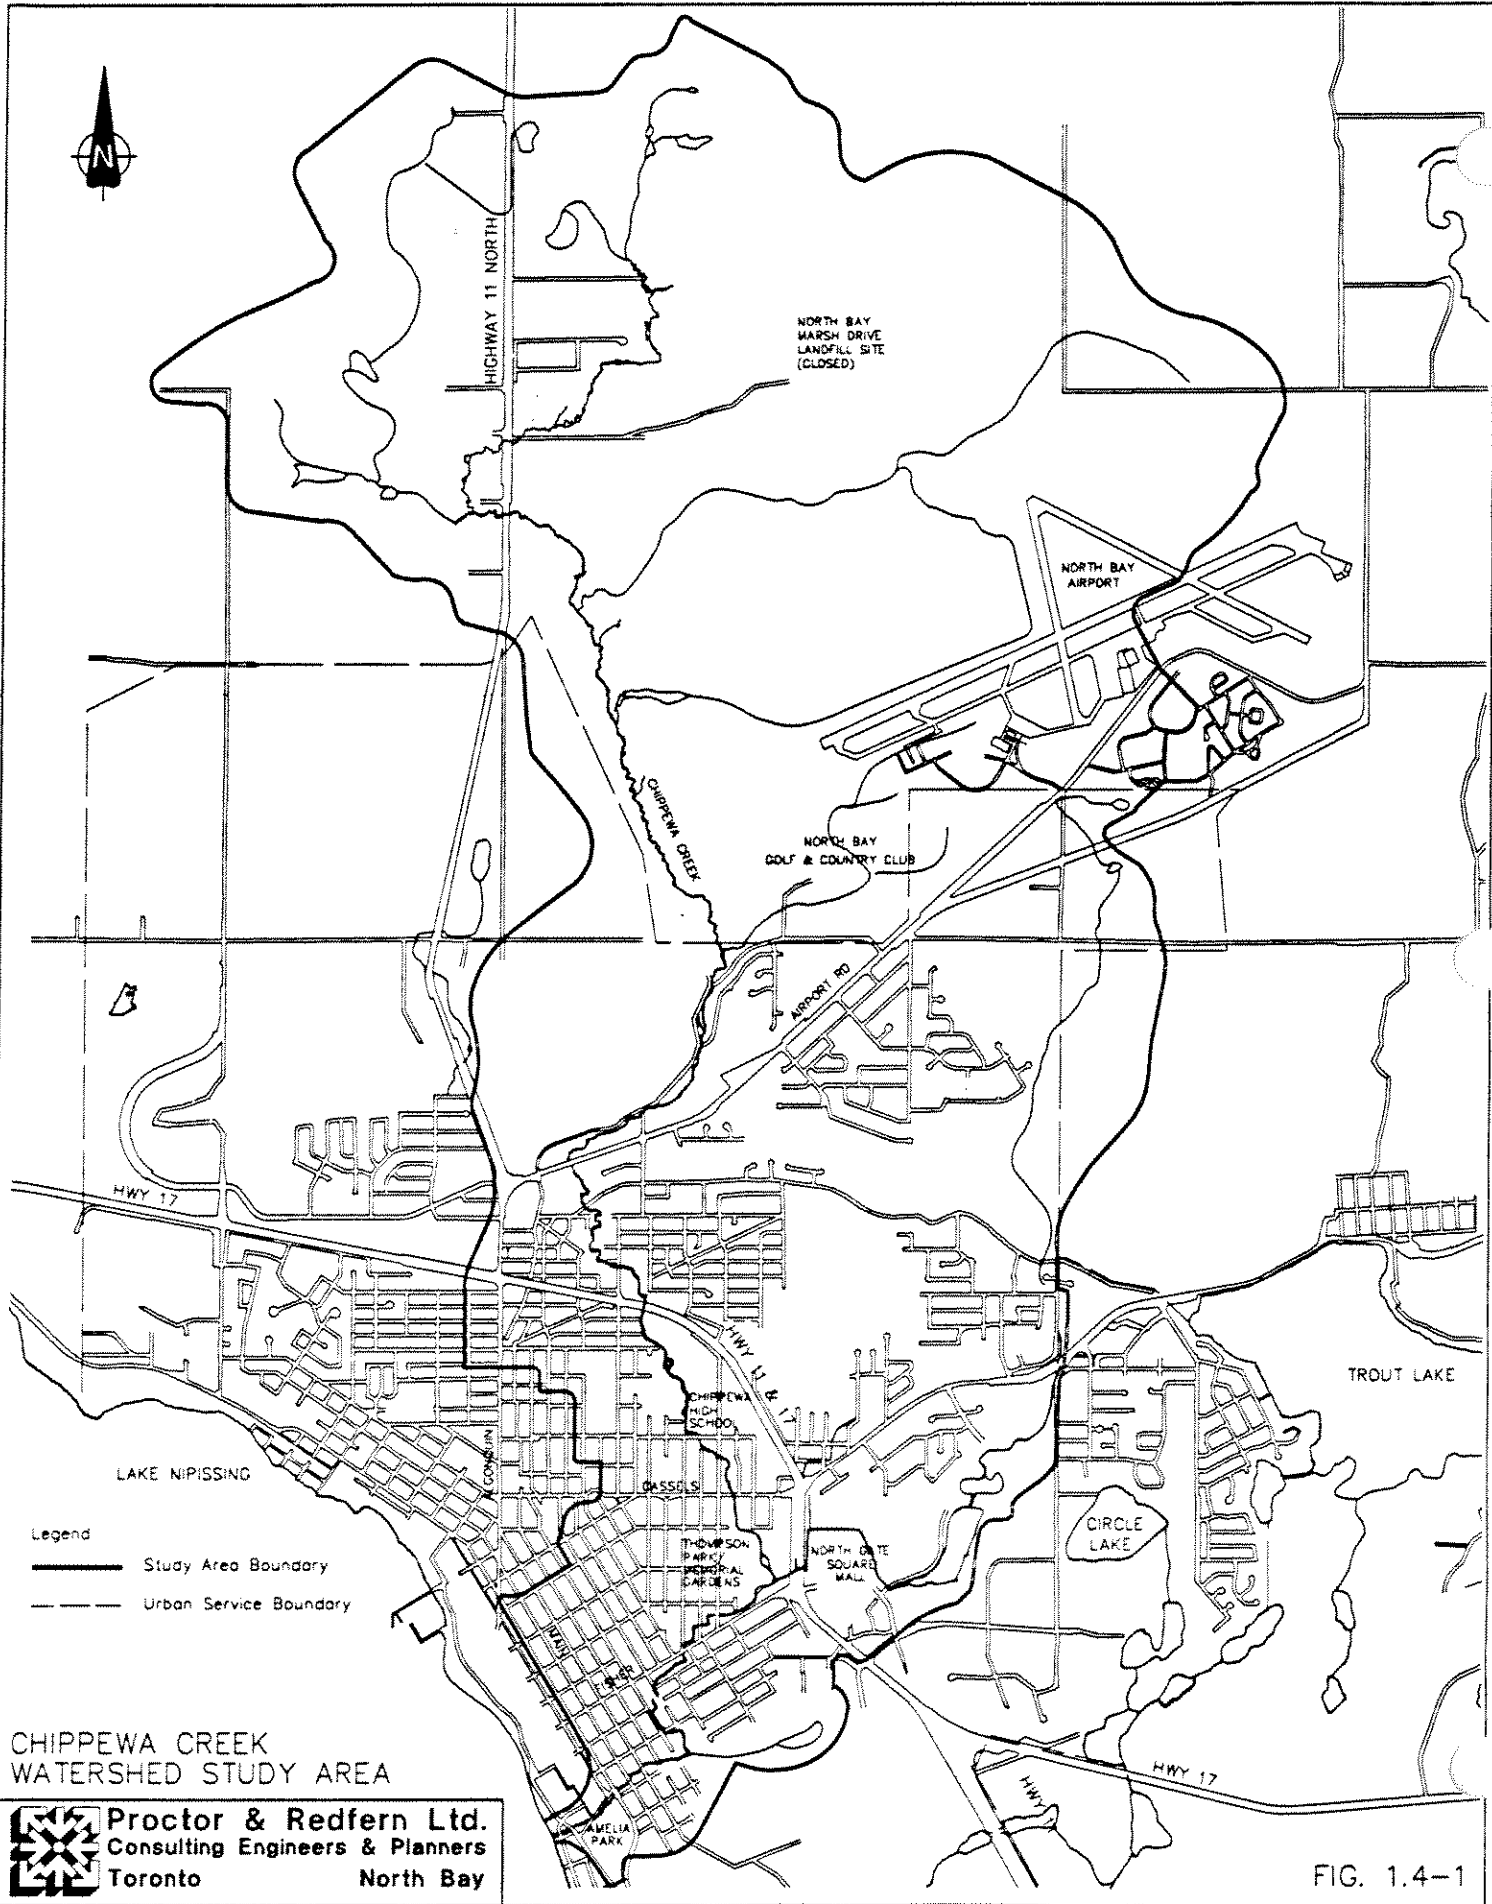 N
HIGHWAY 11 NORTH
NORTH BAY
MARSH DRIVE
LANDFILL SITE
(CLOSED)
NORTH BAY
AIRPORT
CHIPPEWA CREEK
NORTH BAY
GOLF & COUNTRY CLUB
AIRPORT RD
HWY 17
HWY 11 & 17
CHIPPEWA
HIGH
SCHOOL
TROUT LAKE
ALGONQUIN
LAKE NIPISSING
CASSELS
CIRCLE
LAKE
Legend
Study Area Boundary
Urban Service Boundary
THOMPSON
PARK/
MEMORIAL
GARDENS
NORTH GATE
SQUARE
MALL
MAIN
FISHER
CHIPPEWA CREEK
WATERSHED STUDY AREA
HWY 17
HWY
AMELIA
PARK
Proctor & Redfern Ltd.
Consulting Engineers & Planners
Toronto North Bay
FIG. 1.4-1